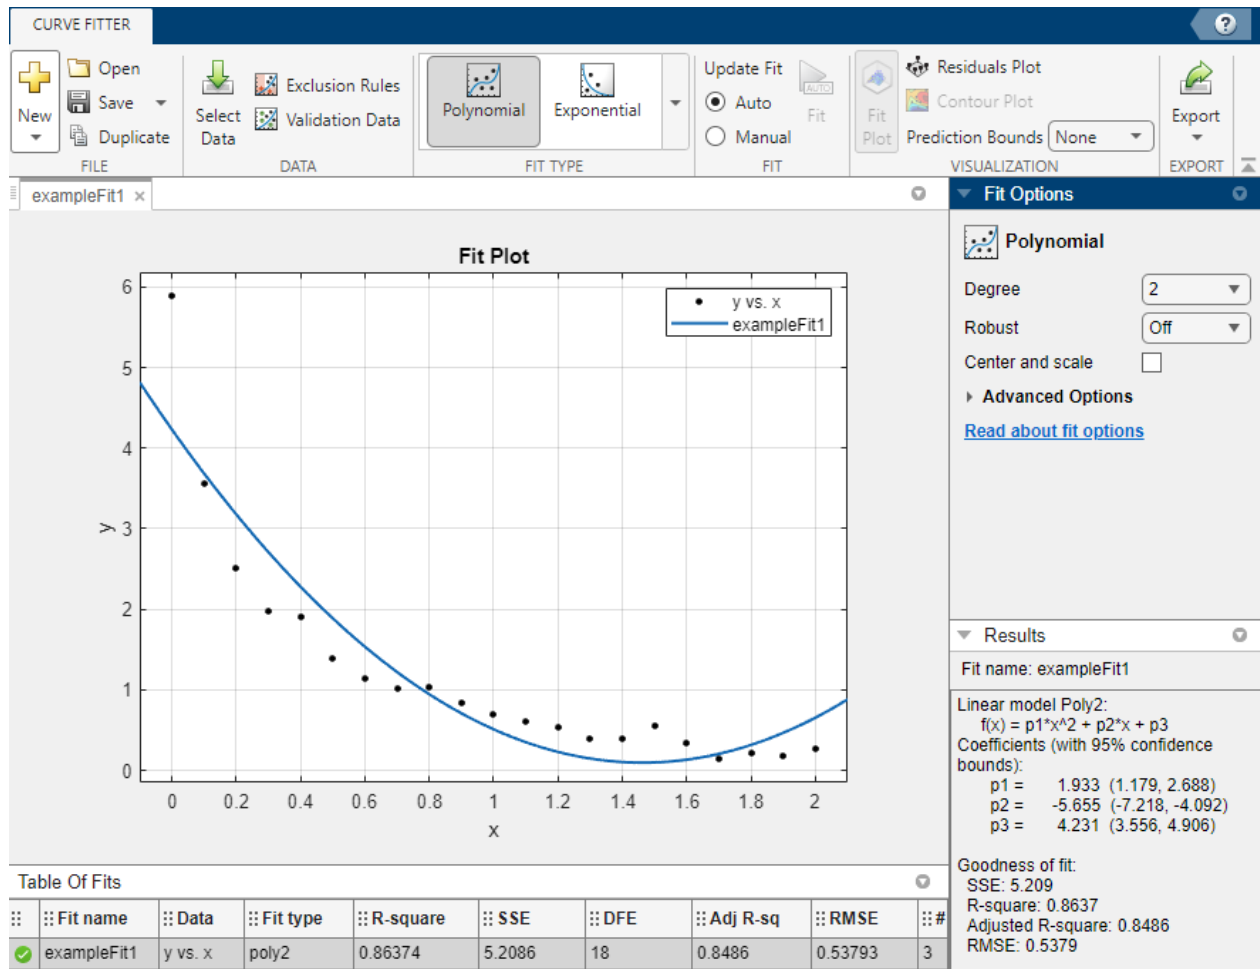 CURVE FITTER
?
New
Open
Save
Duplicate
FILE
Select
Data
Exclusion Rules
Validation Data
DATA
Polynomial
Exponential
FIT TYPE
Update Fit
Auto
Manual
AUTO
Fit
FIT
Fit
Plot
Residuals Plot
Contour Plot
Prediction Bounds None
VISUALIZATION
Export
EXPORT
exampleFit1 ×
Fit Plot
y vs. x
exampleFit1
6
5
4
3
2
1
0
y
0 0.2 0.4 0.6 0.8 1 1.2 1.4 1.6 1.8 2
x
Fit Options
Polynomial
Degree 2
Robust Off
Center and scale
Advanced Options
Read about fit options
Results
Fit name: exampleFit1
Linear model Poly2:
f(x) = p1*x^2 + p2*x + p3
Coefficients (with 95% confidence
bounds):
p1 = 1.933 (1.179, 2.688)
p2 = -5.655 (-7.218, -4.092)
p3 = 4.231 (3.556, 4.906)
Goodness of fit:
SSE: 5.209
R-square: 0.8637
Adjusted R-square: 0.8486
RMSE: 0.5379
Table Of Fits
Fit name Data Fit type R-square SSE DFE Adj R-sq RMSE #
exampleFit1 y vs. x poly2 0.86374 5.2086 18 0.8486 0.53793 3